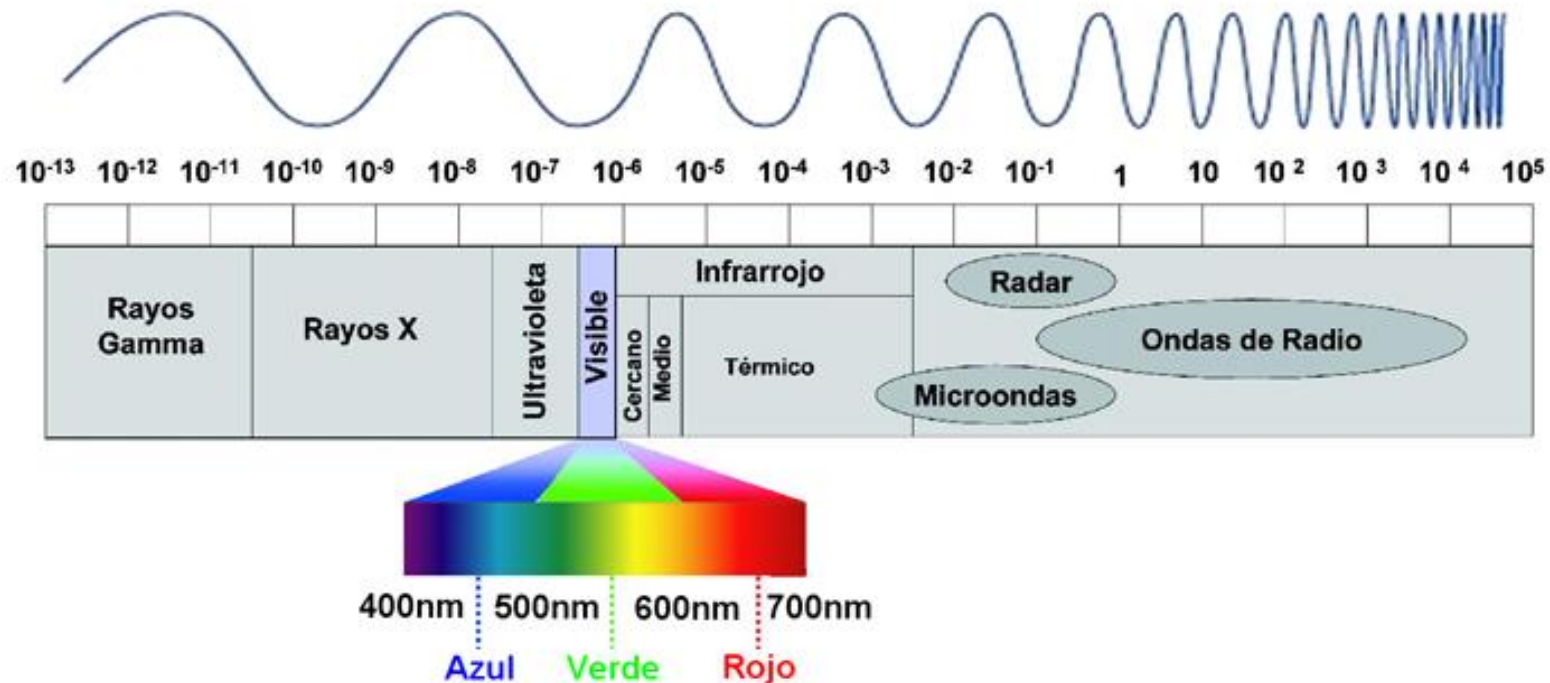 10-13 10-12 10-11 10-10 10-9 10-8 10-7 10-6 10-5 10-4 10-3 10-2 10-1 1 10 10 2 10 3 10 4 105
Rayos
Gamma
Rayos X
Ultravioleta
Visible
Infrarrojo
Cercano
Medio
Térmico
Radar
Ondas de Radio
Microondas
400nm 500nm 600nm 700nm
Azul Verde Rojo